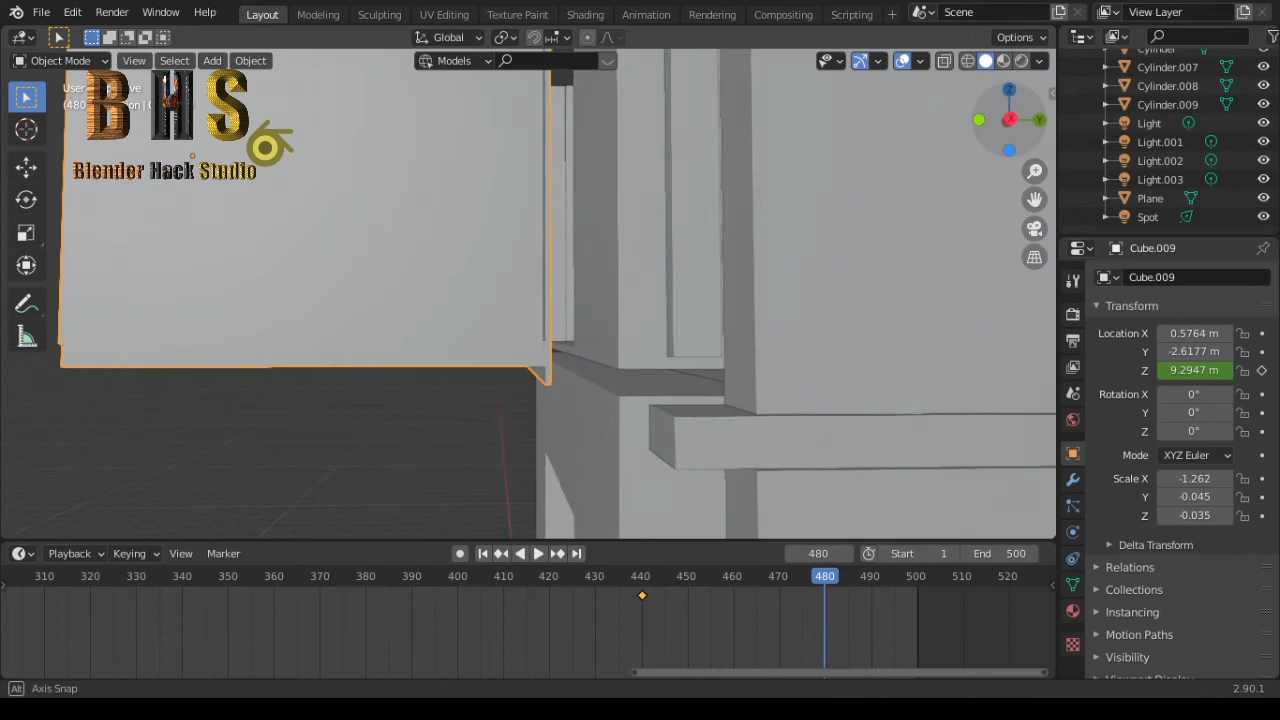 File Edit Render Window Help Layout Modeling Sculpting UV Editing Texture Paint Shading Animation Rendering Compositing Scripting + Scene View Layer
Global Options
Object Mode View Select Add Object Models
BHS
Blender Hack Studio
Cylinder
Cylinder.007
Cylinder.008
Cylinder.009
Light
Light.001
Light.002
Light.003
Plane
Spot
Cube.009
Cube.009
Transform
Location X 0.5764 m
Y -2.6177 m
Z 9.2947 m
Rotation X 0°
Y 0°
Z 0°
Mode XYZ Euler
Scale X -1.262
Y -0.045
Z -0.035
Delta Transform
Relations
Collections
Instancing
Motion Paths
Visibility
Viewport Display
Playback Keying View Marker 480 Start 1 End 500
310 320 330 340 350 360 370 380 390 400 410 420 430 440 450 460 470 480 490 500 510 520
Alt Axis Snap 2.90.1